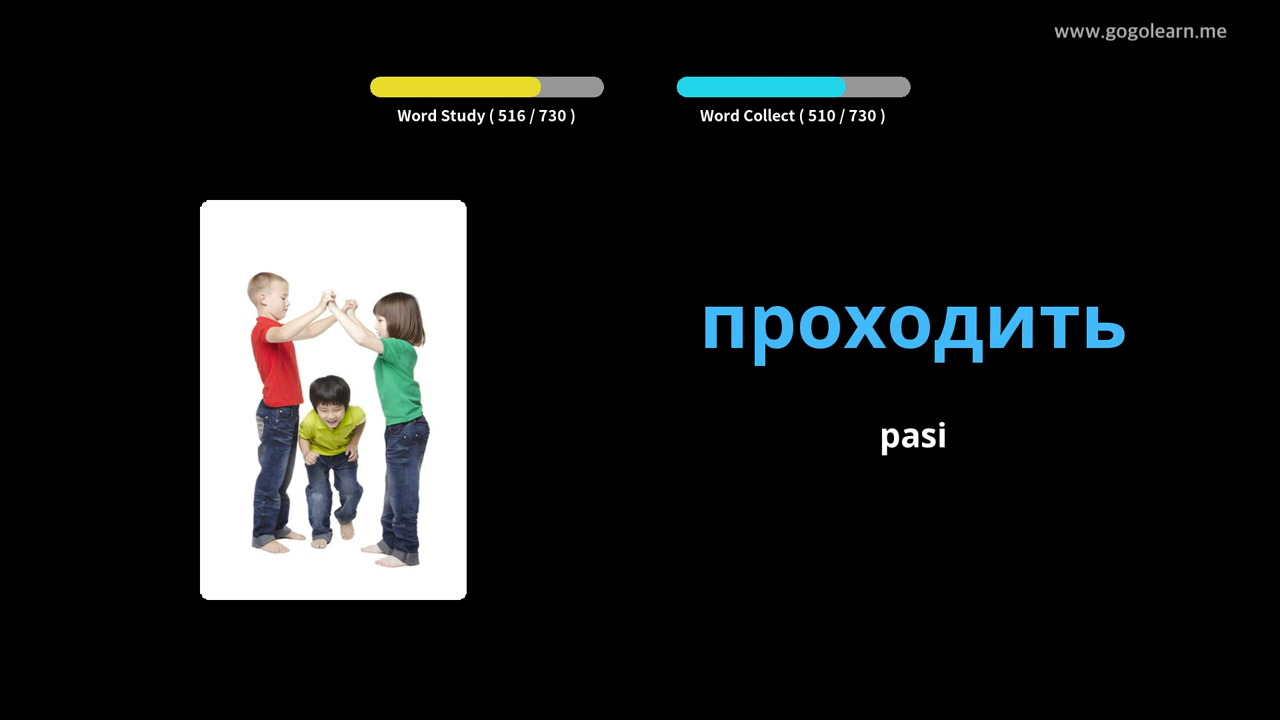 www.gogolearn.me
Word Study ( 516 / 730 )
Word Collect ( 510 / 730 )
проходить
pasi